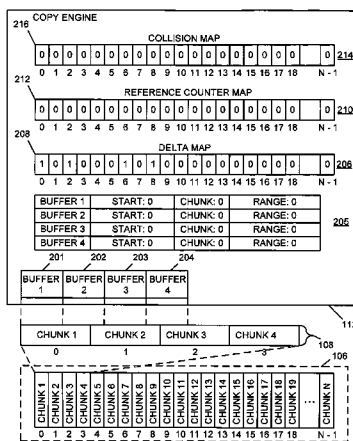 COPY ENGINE
216
COLLISION MAP
0 0 0 0 0 0 0 0 0 0 0 0 0 0 0 0 0 0 0 0 214
0 1 2 3 4 5 6 7 8 9 10 11 12 13 14 15 16 17 18 N - 1
212
REFERENCE COUNTER MAP
0 0 0 0 0 0 0 0 0 0 0 0 0 0 0 0 0 0 0 0 210
0 1 2 3 4 5 6 7 8 9 10 11 12 13 14 15 16 17 18 N - 1
208
DELTA MAP
1 0 1 0 0 0 1 0 1 0 0 0 0 0 0 0 0 0 0 0 206
0 1 2 3 4 5 6 7 8 9 10 11 12 13 14 15 16 17 18 N - 1
BUFFER 1 START: 0 CHUNK: 0 RANGE: 0
BUFFER 2 START: 0 CHUNK: 0 RANGE: 0
BUFFER 3 START: 0 CHUNK: 0 RANGE: 0
BUFFER 4 START: 0 CHUNK: 0 RANGE: 0
205
201 202 203 204
BUFFER 1 BUFFER 2 BUFFER 3 BUFFER 4
CHUNK 1 CHUNK 2 CHUNK 3 CHUNK 4
108
0 1 2 3
106
CHUNK 1 CHUNK 2 CHUNK 3 CHUNK 4 CHUNK 5 CHUNK 6 CHUNK 7 CHUNK 8 CHUNK 9 CHUNK 10 CHUNK 11 CHUNK 12 CHUNK 13 CHUNK 14 CHUNK 15 CHUNK 16 CHUNK 17 CHUNK 18 CHUNK 19 ... CHUNK N
0 1 2 3 4 5 6 7 8 9 10 11 12 13 14 15 16 17 18 N - 1